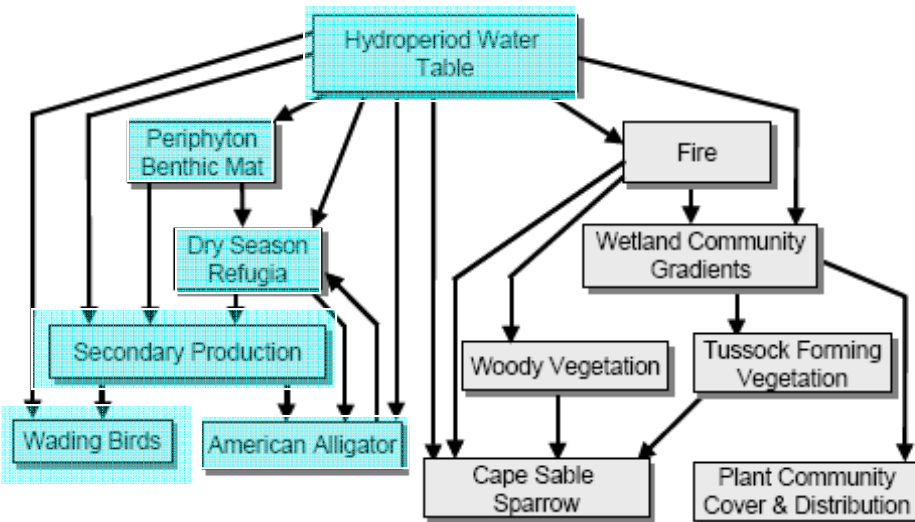 Hydroperiod Water
Table
Periphyton
Benthic Mat
Fire
Dry Season
Refugia
Wetland Community
Gradients
Secondary Production
Woody Vegetation
Tussock Forming
Vegetation
Wading Birds
American Alligator
Cape Sable
Sparrow
Plant Community
Cover & Distribution